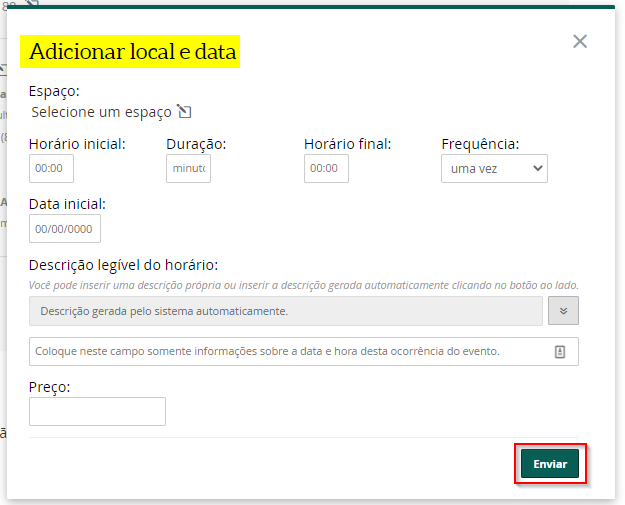 Adicionar local e data
Espaço:
Selecione um espaço
Horário inicial: Duração: Horário final: Frequência:
00:00 minuto 00:00 uma vez
Data inicial:
00/00/0000
Descrição legível do horário:
Você pode inserir uma descrição própria ou inserir a descrição gerada automaticamente clicando no botão ao lado.
Descrição gerada pelo sistema automaticamente.
Coloque neste campo somente informações sobre a data e hora desta ocorrência do evento.
Preço:
Enviar